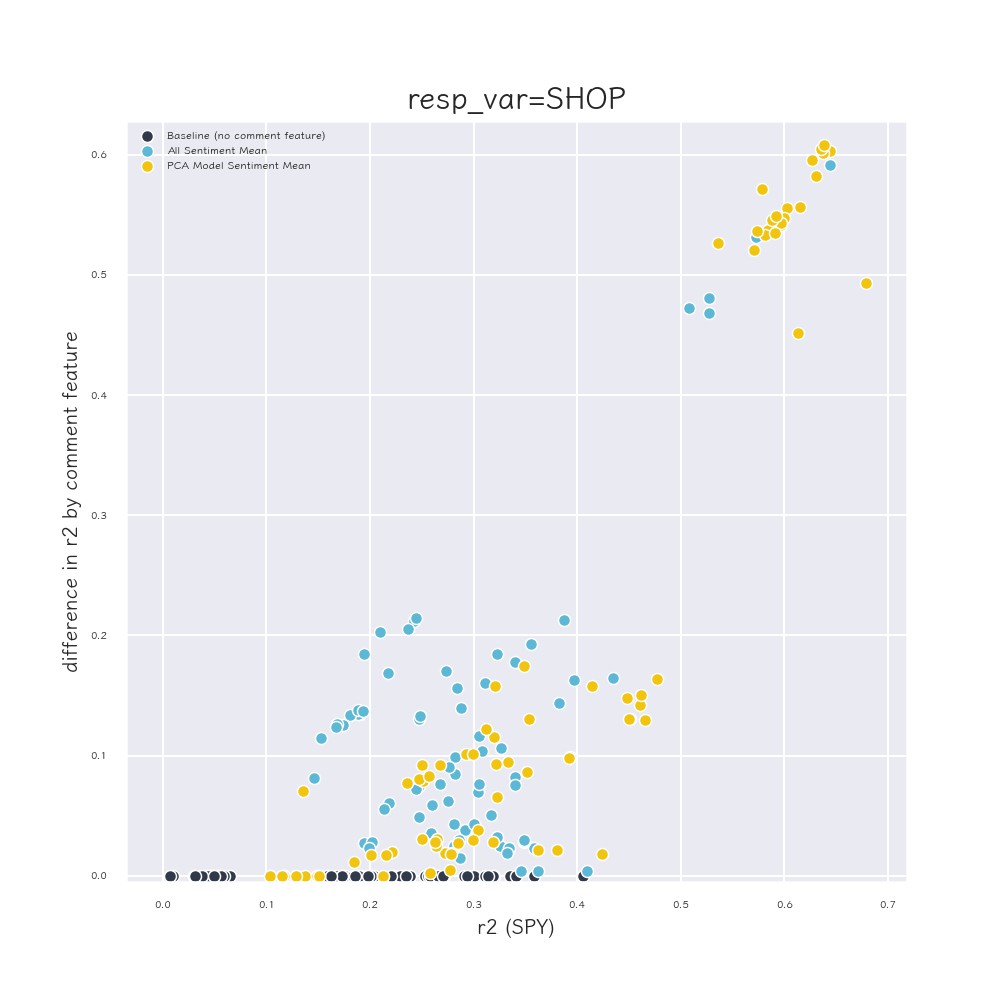 resp_var=SHOP
Baseline (no comment feature)
All Sentiment Mean
PCA Model Sentiment Mean
difference in r2 by comment feature
0.6
0.5
0.4
0.3
0.2
0.1
0.0
0.0 0.1 0.2 0.3 0.4 0.5 0.6 0.7
r2 (SPY)